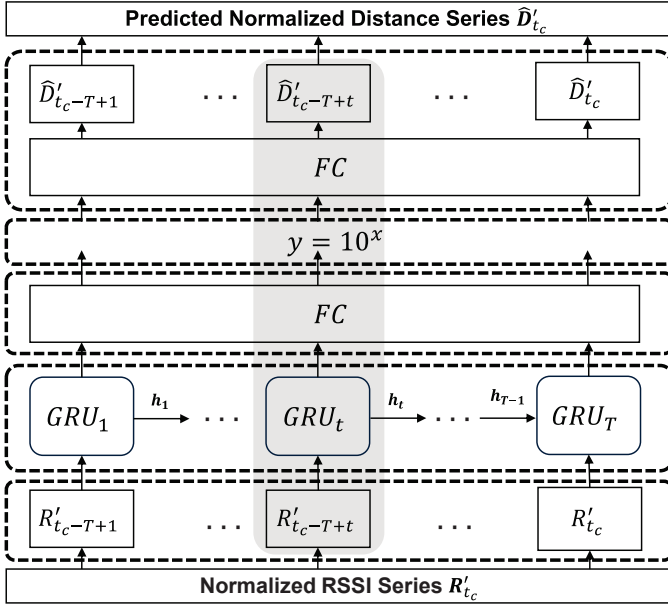 Predicted Normalized Distance Series D̂′_{t_c}
D̂′_{t_c−T+1} · · · D̂′_{t_c−T+t} · · · D̂′_{t_c}
FC
y = 10^x
FC
GRU_1 h_1 · · · GRU_t h_t · · · h_{T−1} GRU_T
R′_{t_c−T+1} · · · R′_{t_c−T+t} · · · R′_{t_c}
Normalized RSSI Series R′_{t_c}